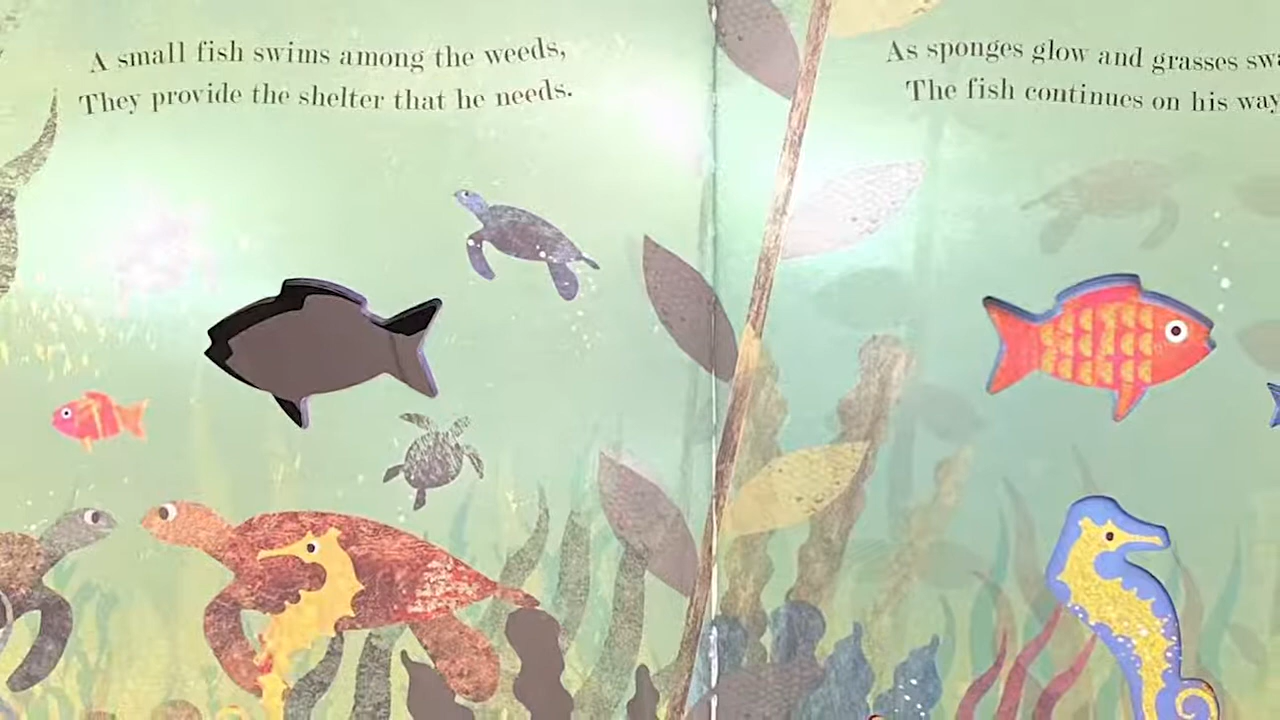 A small fish swims among the weeds,
They provide the shelter that he needs.
As sponges glow and grasses
The fish continues on his way